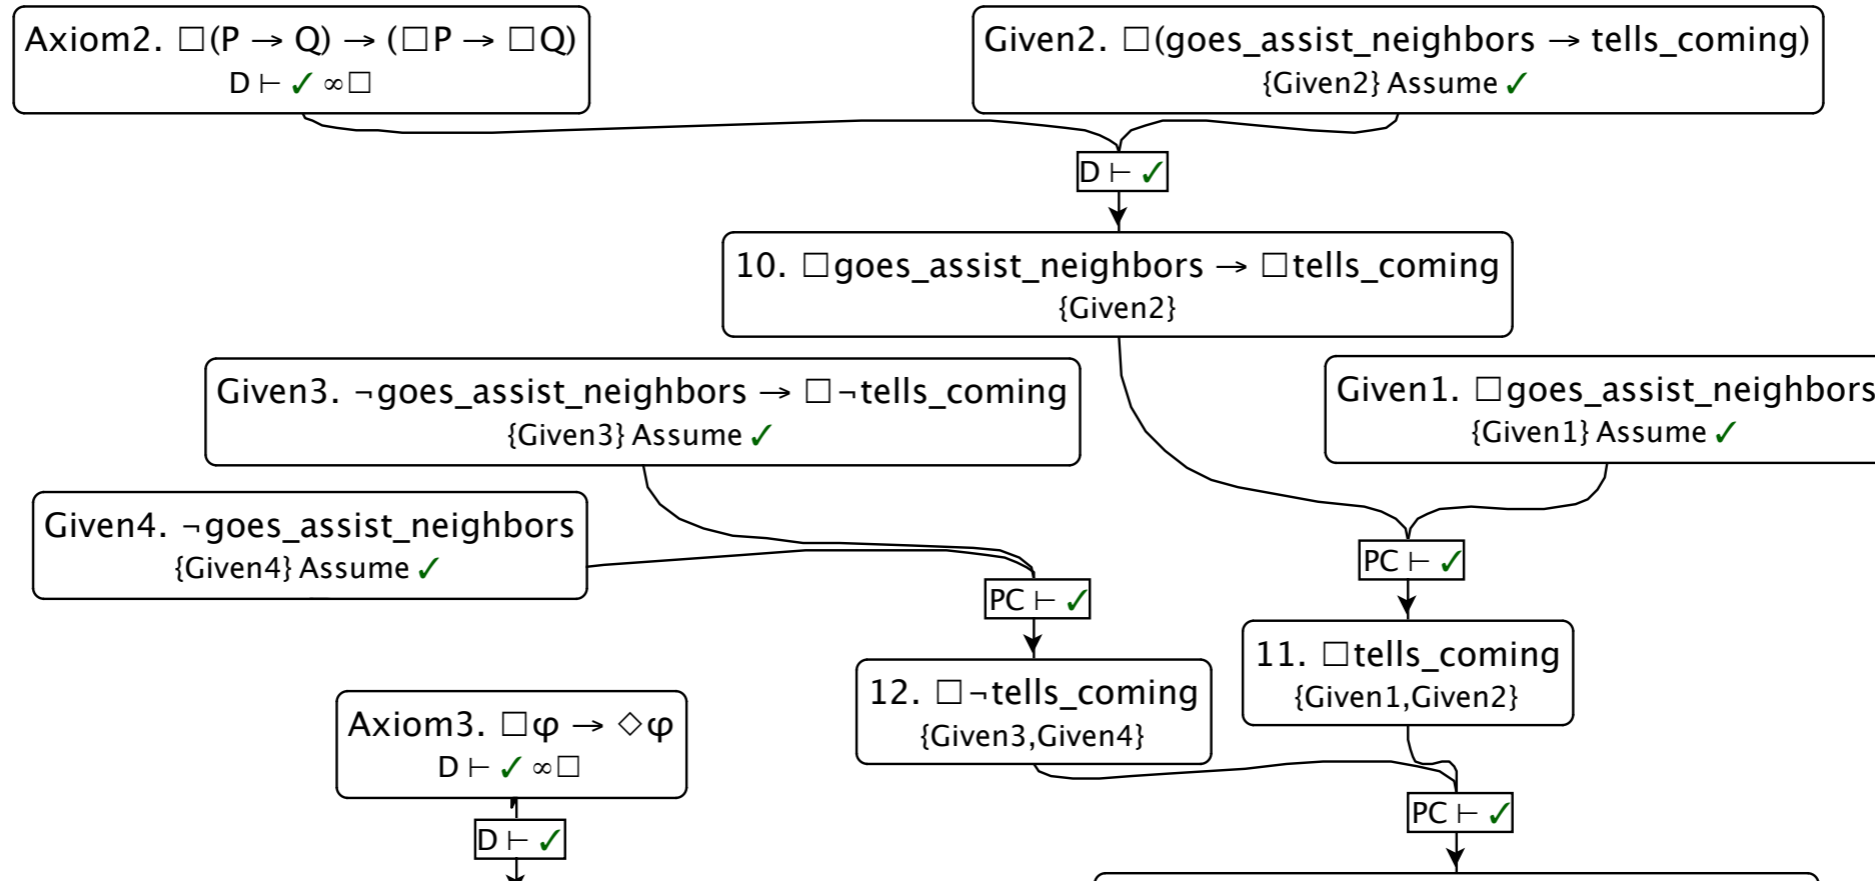 Axiom2. □(P → Q) → (□P → □Q)
D ⊢ ✓ ∞□
Given2. □(goes_assist_neighbors → tells_coming)
{Given2} Assume ✓
D ⊢ ✓
10. □goes_assist_neighbors → □tells_coming
{Given2}
Given3. ¬goes_assist_neighbors → □¬tells_coming
{Given3} Assume ✓
Given1. □goes_assist_neighbors
{Given1} Assume ✓
Given4. ¬goes_assist_neighbors
{Given4} Assume ✓
PC ⊢ ✓
PC ⊢ ✓
11. □tells_coming
{Given1,Given2}
12. □¬tells_coming
{Given3,Given4}
Axiom3. □φ → ◇φ
D ⊢ ✓ ∞□
PC ⊢ ✓
D ⊢ ✓